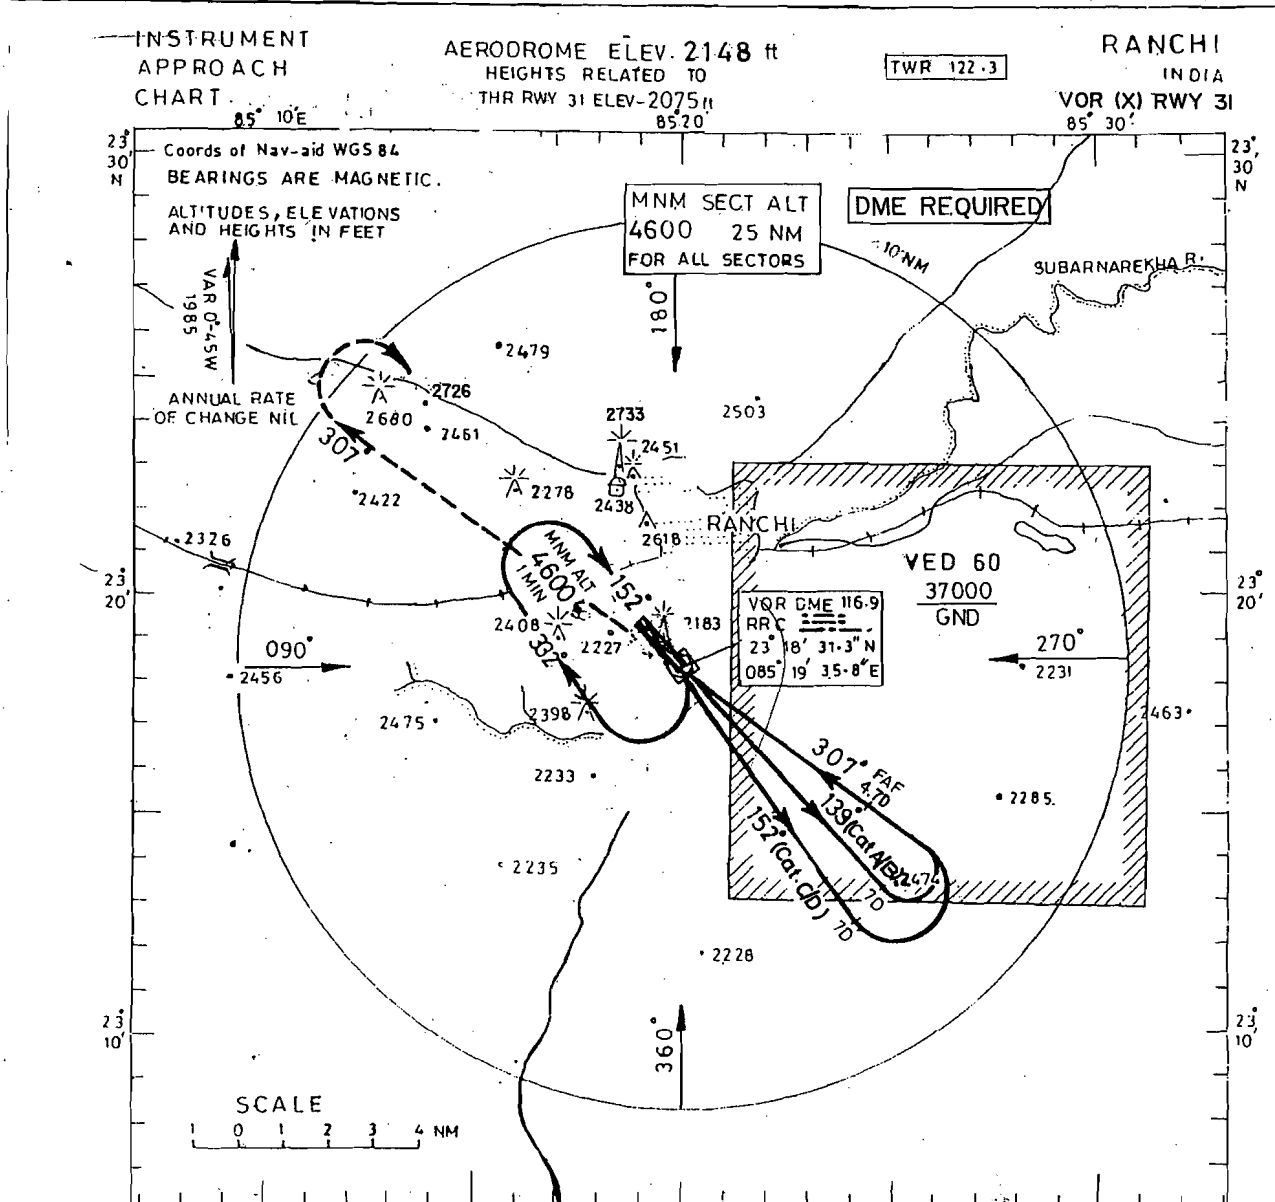 INSTRUMENT
APPROACH
CHART
AERODROME ELEV. 2148 ft
HEIGHTS RELATED TO
THR RWY 31 ELEV-2075 ft
TWR 122.3
RANCHI
INDIA
VOR (X) RWY 31
85° 10'E
85° 20'
85° 30'
23°
30'
N
23°
30'
N
Coords of Nav-aid WGS 84
BEARINGS ARE MAGNETIC.
ALTITUDES, ELEVATIONS
AND HEIGHTS IN FEET
VAR 0°-45W
1985
ANNUAL RATE
OF CHANGE NIL
MNM SECT ALT
4600 25 NM
FOR ALL SECTORS
DME REQUIRED
10 NM
SUBARNAREKHA R.
180°
2479
2726
2680
2461
2733
2503
2451
307°
2422
2278
2438
RANCHI
2618
2326
VED 60
37000
GND
MNM ALT
4600
1 MIN
152°
23°
20'
23°
20'
VOR DME 116.9
RRC
23° 18' 31.3" N
085° 19' 35.8" E
2408
2227
2183
332°
090°
2456
270°
2231
2463
2475
2398
2233
307° FAF
4.7D
139° (Cat A/B)
152° (Cat C/D)
2285
2474
7D
7D
2235
2228
23°
10'
23°
10'
360°
SCALE
1 0 1 2 3 4 NM